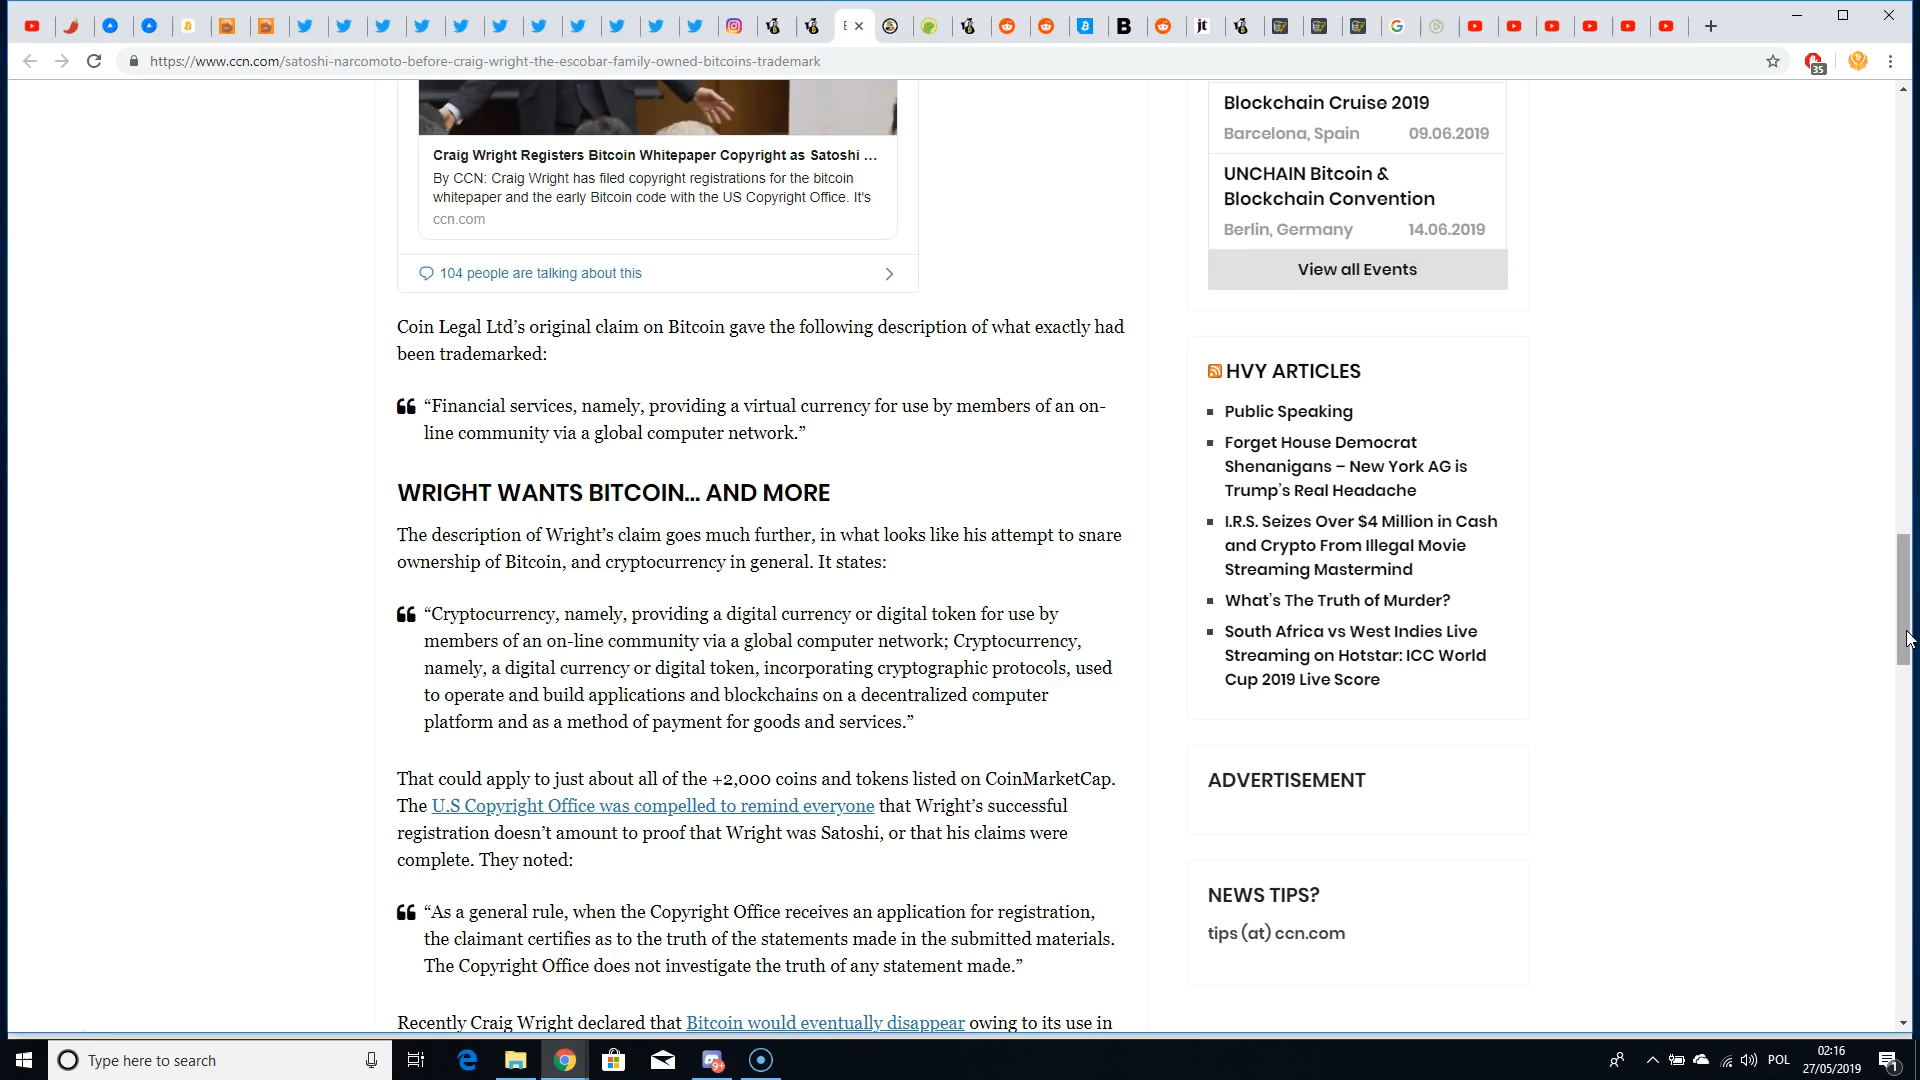 E
jt
https://www.ccn.com/satoshi-narcomoto-before-craig-wright-the-escobar-family-owned-bitcoins-trademark
35
Craig Wright Registers Bitcoin Whitepaper Copyright as Satoshi ...
By CCN: Craig Wright has filed copyright registrations for the bitcoin
whitepaper and the early Bitcoin code with the US Copyright Office. It's
ccn.com
104 people are talking about this
Coin Legal Ltd’s original claim on Bitcoin gave the following description of what exactly had
been trademarked:
“Financial services, namely, providing a virtual currency for use by members of an on-
line community via a global computer network.”
WRIGHT WANTS BITCOIN… AND MORE
The description of Wright’s claim goes much further, in what looks like his attempt to snare
ownership of Bitcoin, and cryptocurrency in general. It states:
“Cryptocurrency, namely, providing a digital currency or digital token for use by
members of an on-line community via a global computer network; Cryptocurrency,
namely, a digital currency or digital token, incorporating cryptographic protocols, used
to operate and build applications and blockchains on a decentralized computer
platform and as a method of payment for goods and services.”
That could apply to just about all of the +2,000 coins and tokens listed on CoinMarketCap.
The U.S Copyright Office was compelled to remind everyone that Wright’s successful
registration doesn’t amount to proof that Wright was Satoshi, or that his claims were
complete. They noted:
“As a general rule, when the Copyright Office receives an application for registration,
the claimant certifies as to the truth of the statements made in the submitted materials.
The Copyright Office does not investigate the truth of any statement made.”
Recently Craig Wright declared that Bitcoin would eventually disappear owing to its use in
Blockchain Cruise 2019
Barcelona, Spain 09.06.2019
UNCHAIN Bitcoin &
Blockchain Convention
Berlin, Germany 14.06.2019
View all Events
HVY ARTICLES
Public Speaking
Forget House Democrat
Shenanigans – New York AG is
Trump’s Real Headache
I.R.S. Seizes Over $4 Million in Cash
and Crypto From Illegal Movie
Streaming Mastermind
What’s The Truth of Murder?
South Africa vs West Indies Live
Streaming on Hotstar: ICC World
Cup 2019 Live Score
ADVERTISEMENT
NEWS TIPS?
tips (at) ccn.com
Type here to search
9+
POL
02:16
27/05/2019
1